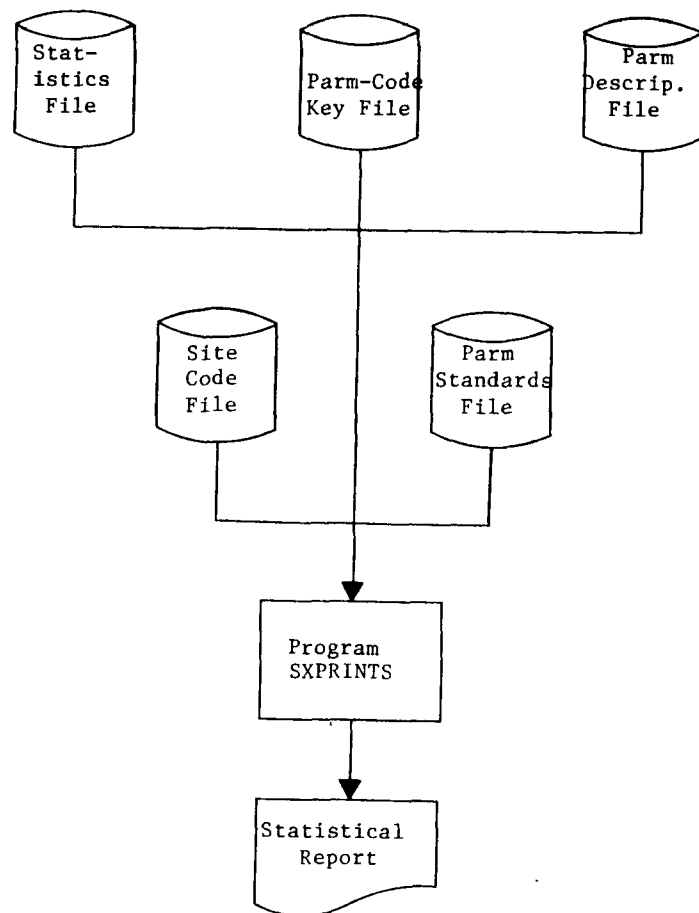 Stat-
istics
File
Parm-Code
Key File
Parm
Descrip.
File
Site
Code
File
Parm
Standards
File
Program
SXPRINTS
Statistical
Report